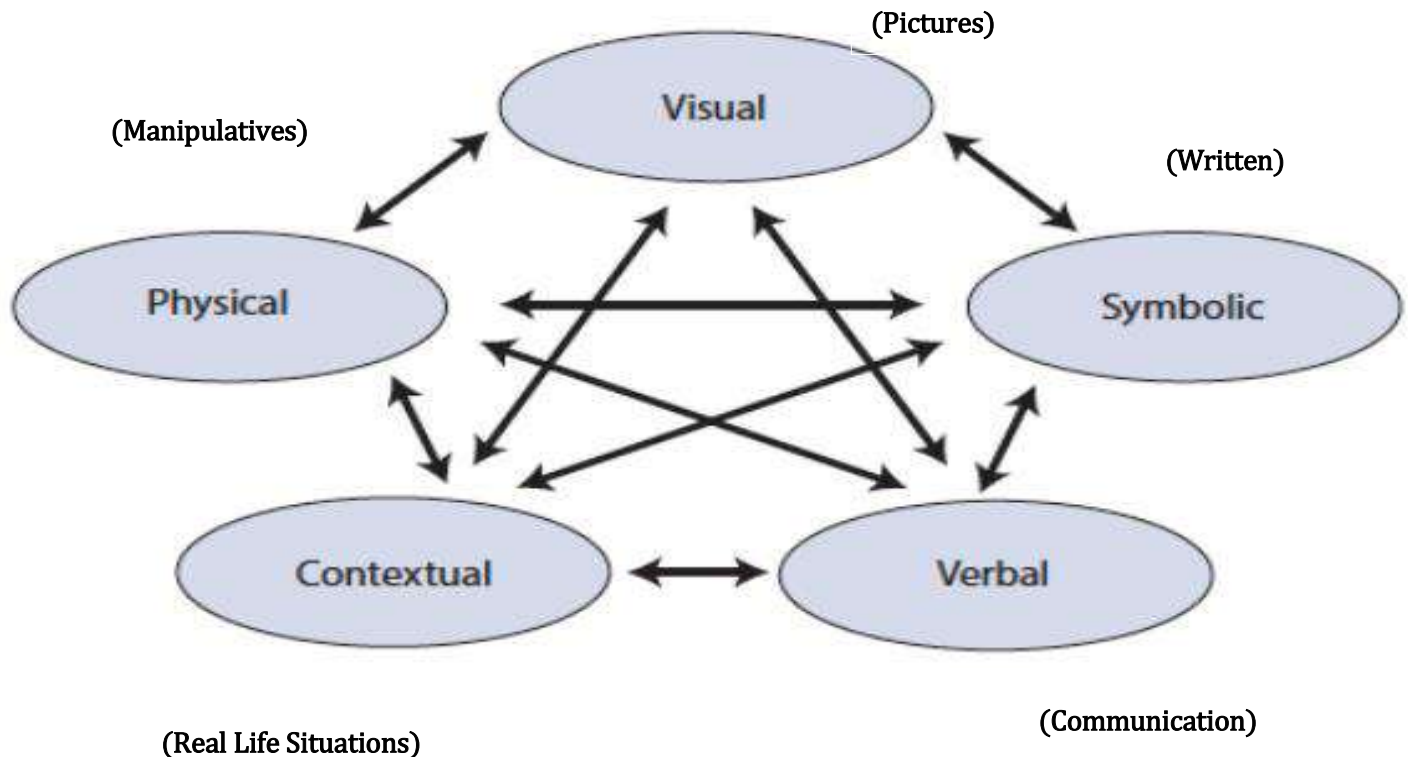 (Pictures)
Visual
(Manipulatives)
(Written)
Physical
Symbolic
Contextual
Verbal
(Communication)
(Real Life Situations)